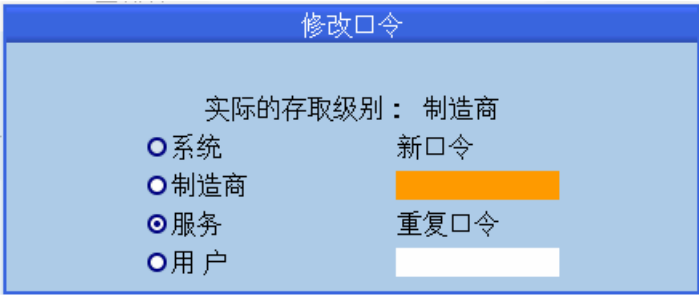 修改口令
实际的存取级别： 制造商
系统 新口令
制造商
服务 重复口令
用户